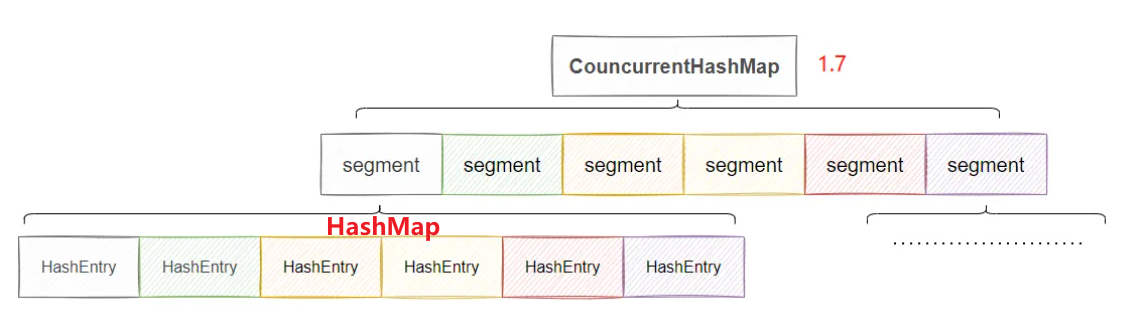 CouncurrentHashMap 1.7
segment segment segment segment segment segment
HashMap
HashEntry HashEntry HashEntry HashEntry HashEntry HashEntry
........................